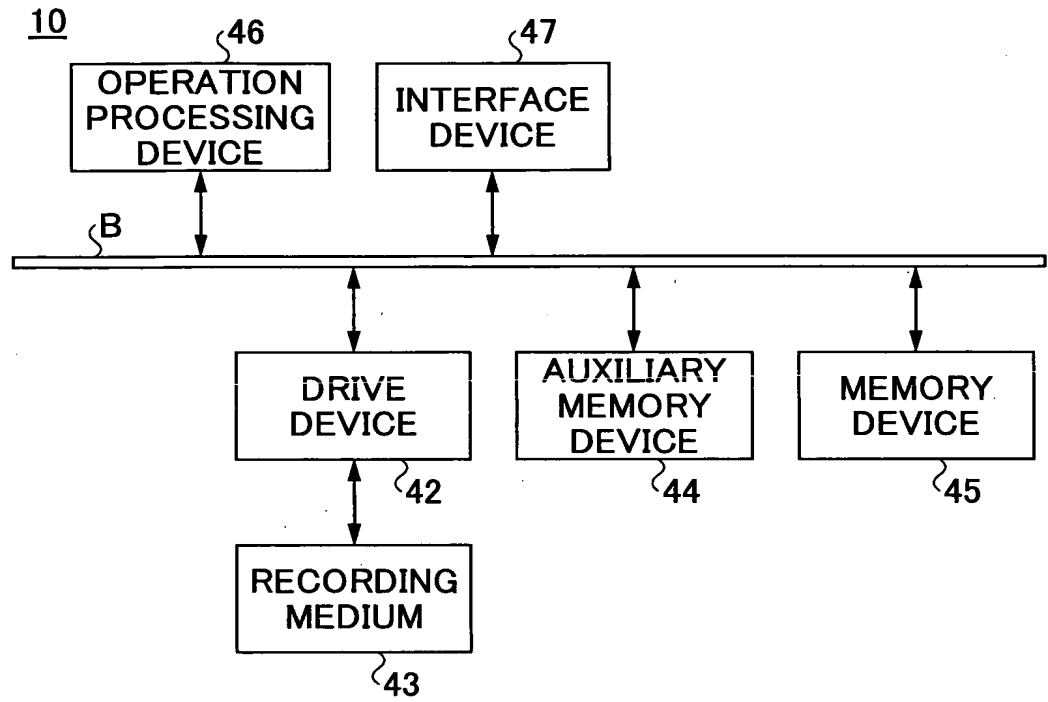 10
46
47
OPERATION
PROCESSING
DEVICE
INTERFACE
DEVICE
B
DRIVE
DEVICE
AUXILIARY
MEMORY
DEVICE
MEMORY
DEVICE
42
44
45
RECORDING
MEDIUM
43